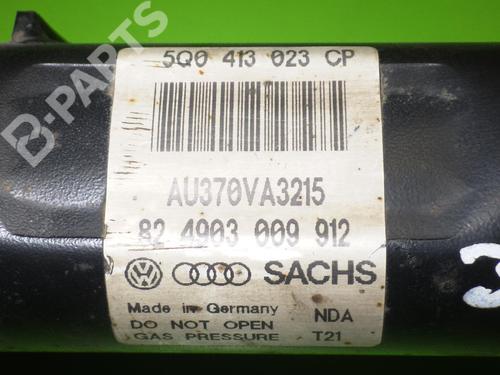 5Q0 413 023 CP
AU370VA3215
82 4903 009 912
SACHS
Made in Germany NDA
DO NOT OPEN
GAS PRESSURE T21
B-PARTS
B-PARTS